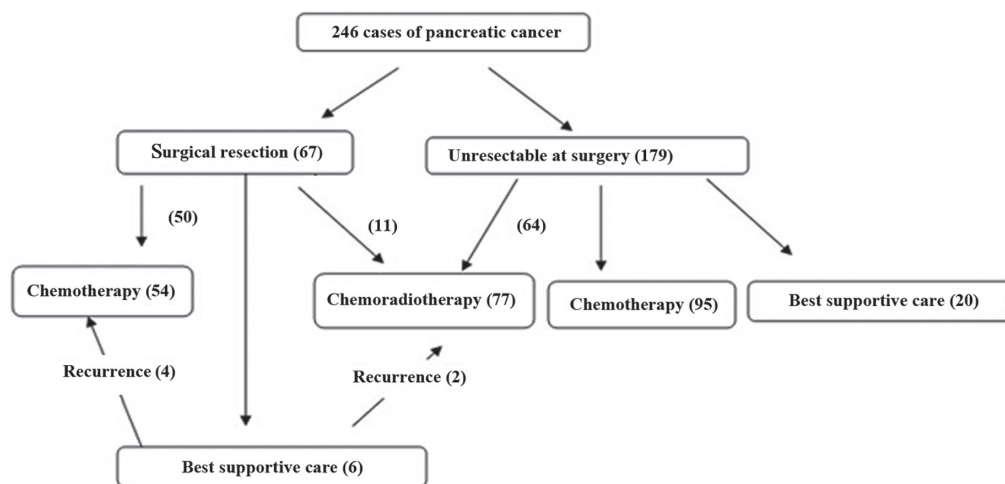 246 cases of pancreatic cancer
Surgical resection (67)
Unresectable at surgery (179)
(50)
(11)
(64)
Chemotherapy (54)
Chemoradiotherapy (77)
Chemotherapy (95)
Best supportive care (20)
Recurrence (4)
Recurrence (2)
Best supportive care (6)